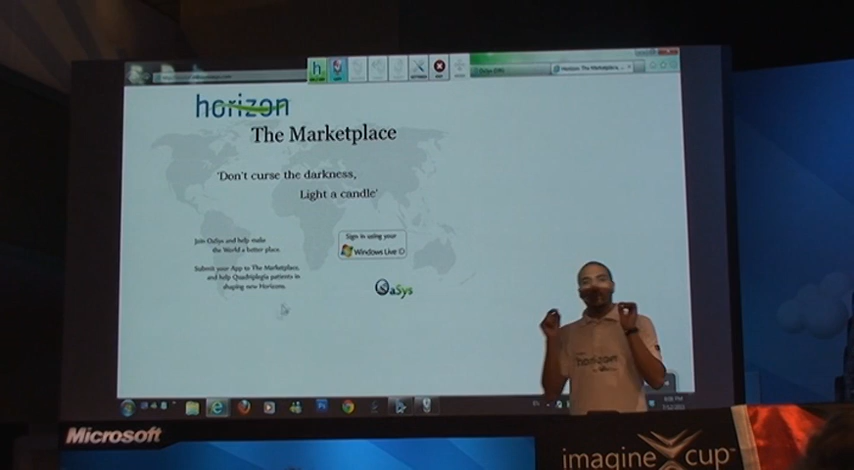 horizon
The Marketplace
'Don't curse the darkness,
Light a candle'
Join OaSys and help make
the World a better place.
Sign in using your
Windows Live ID
Submit your App to The Marketplace,
and help Quadriplegia patients in
shaping new Horizons.
OaSys
horizon
Microsoft
imagine cup